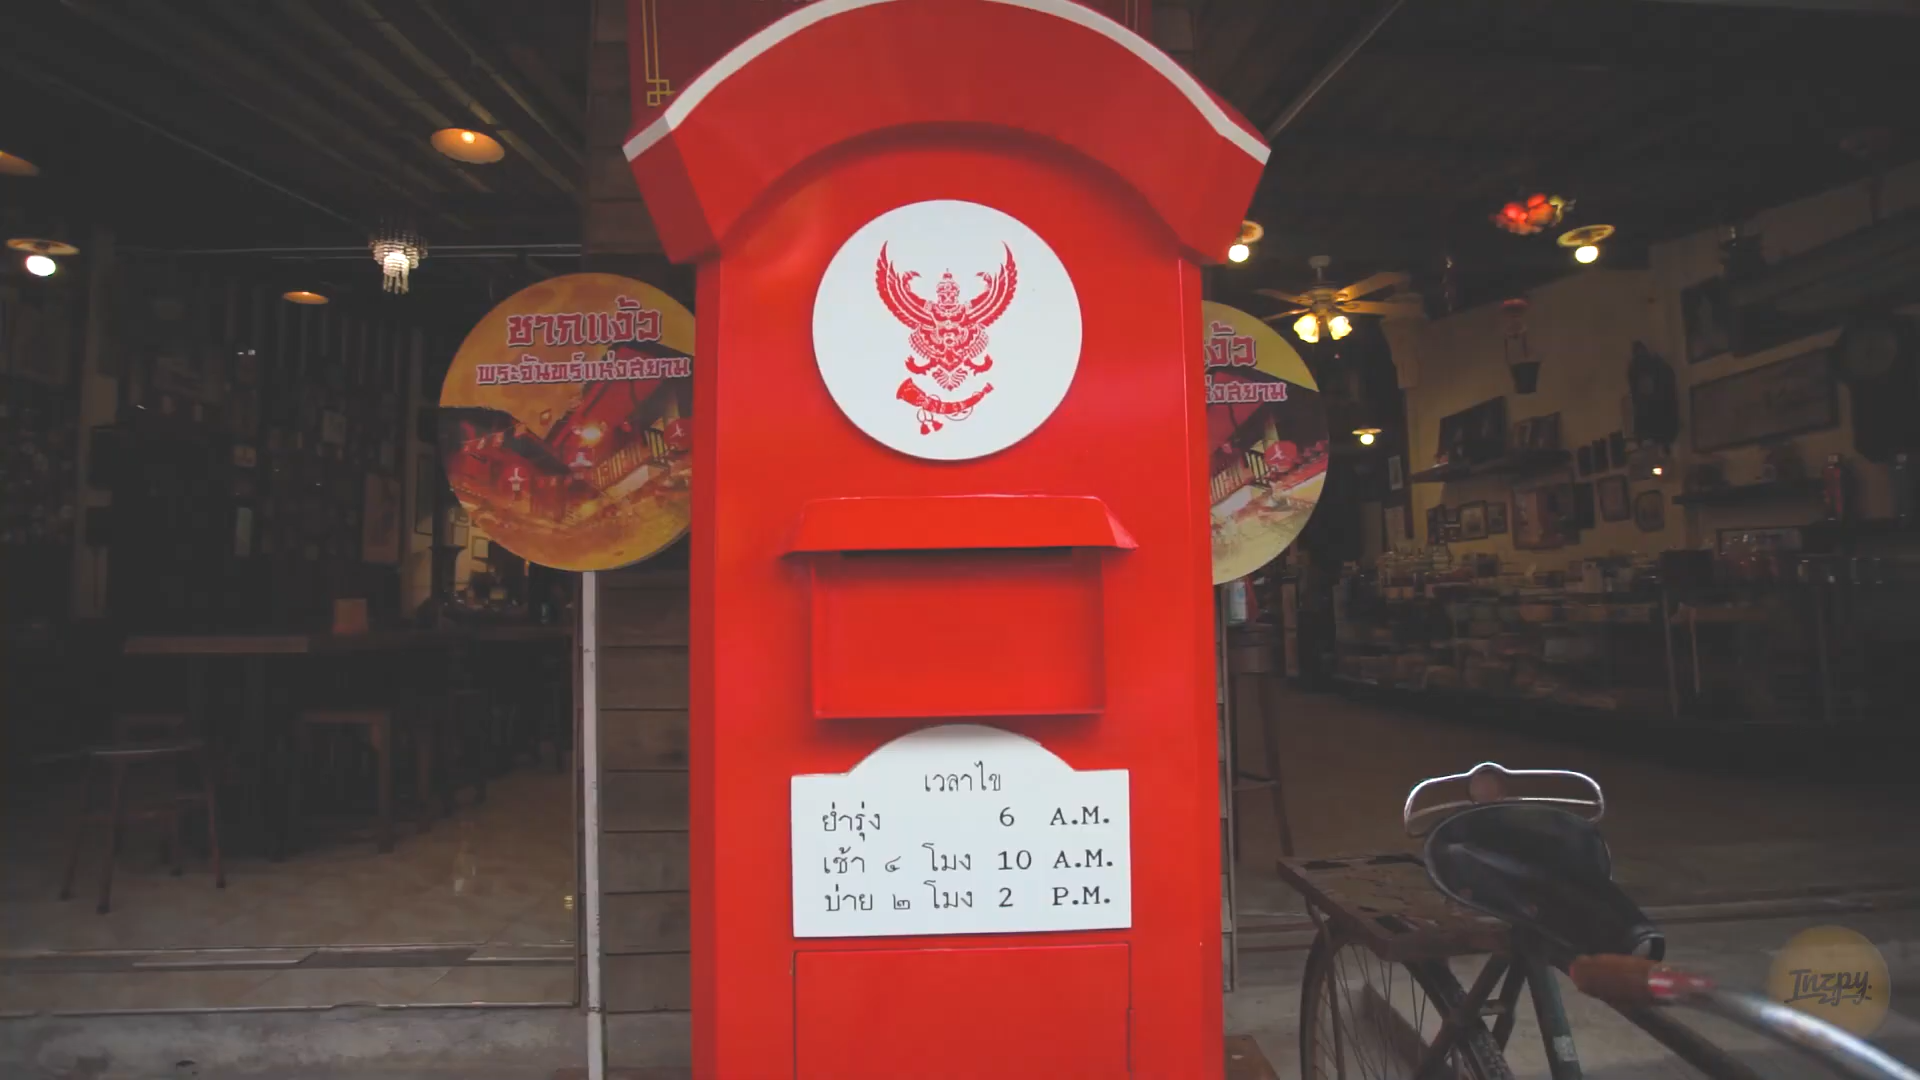 ชากแง้ว
พระจันทร์แห่งสยาม
เวลาไข
ย่ำรุ่ง 6 A.M.
เช้า ๔ โมง 10 A.M.
บ่าย ๒ โมง 2 P.M.
Inzpy.